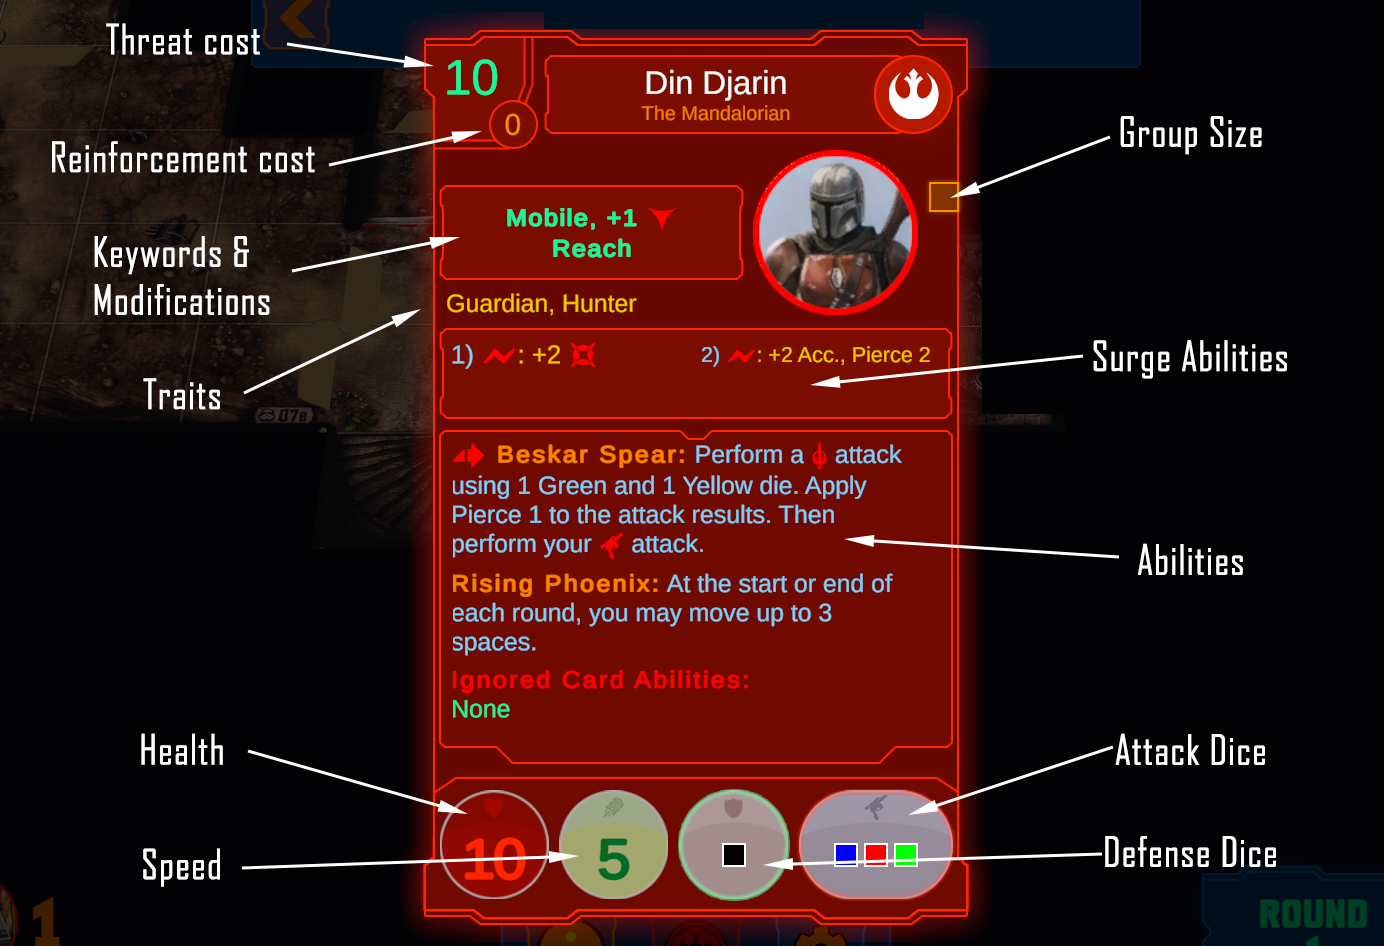 Threat cost
10
0
Din Djarin
The Mandalorian
Group Size
Reinforcement cost
Mobile, +1
Reach
Keywords &
Modifications
Guardian, Hunter
Traits
1) : +2
2) : +2 Acc., Pierce 2
Surge Abilities
07B
Beskar Spear: Perform a attack
using 1 Green and 1 Yellow die. Apply
Pierce 1 to the attack results. Then
perform your attack.
Abilities
Rising Phoenix: At the start or end of
each round, you may move up to 3
spaces.
Ignored Card Abilities:
None
Health
Attack Dice
10
5
Speed
Defense Dice
1
ROUND